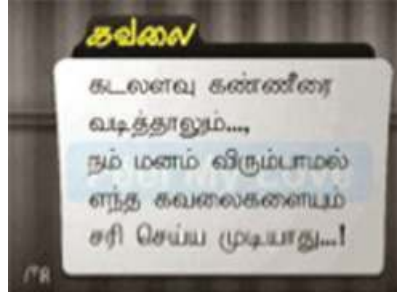 கவலை
கடலளவு கண்ணீரை
வடித்தாலும்...,
நம் மனம் விரும்பாமல்
எந்த கவலைகளையும்
சரி செய்ய முடியாது...!